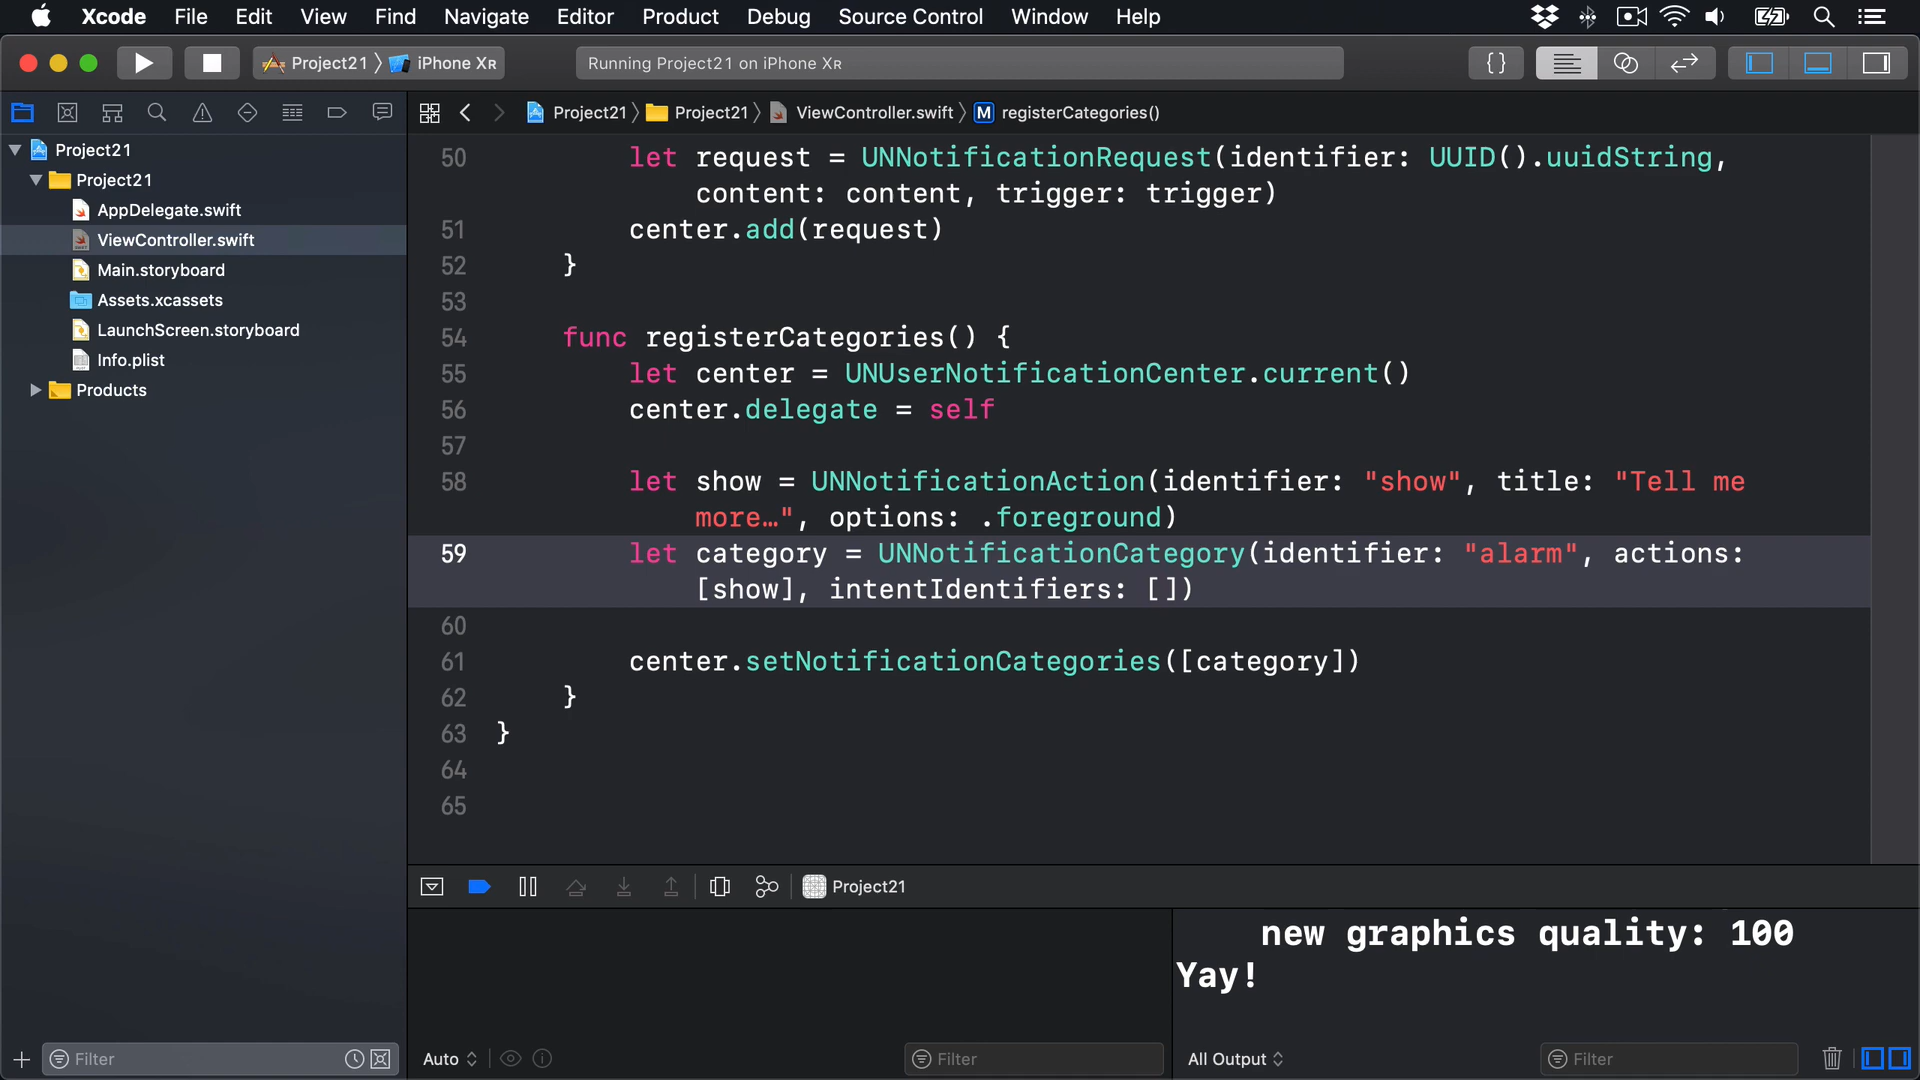 Xcode File Edit View Find Navigate Editor Product Debug Source Control Window Help
Project21 iPhone XR
Running Project21 on iPhone XR
Project21 Project21 ViewController.swift M registerCategories()
Project21
Project21
AppDelegate.swift
ViewController.swift
Main.storyboard
Assets.xcassets
LaunchScreen.storyboard
Info.plist
Products
50 let request = UNNotificationRequest(identifier: UUID().uuidString,
content: content, trigger: trigger)
51 center.add(request)
52 }
53
54 func registerCategories() {
55 let center = UNUserNotificationCenter.current()
56 center.delegate = self
57
58 let show = UNNotificationAction(identifier: "show", title: "Tell me
more…", options: .foreground)
59 let category = UNNotificationCategory(identifier: "alarm", actions:
[show], intentIdentifiers: [])
60
61 center.setNotificationCategories([category])
62 }
63 }
64
65
Project21
new graphics quality: 100
Yay!
Filter
Auto
Filter
All Output
Filter